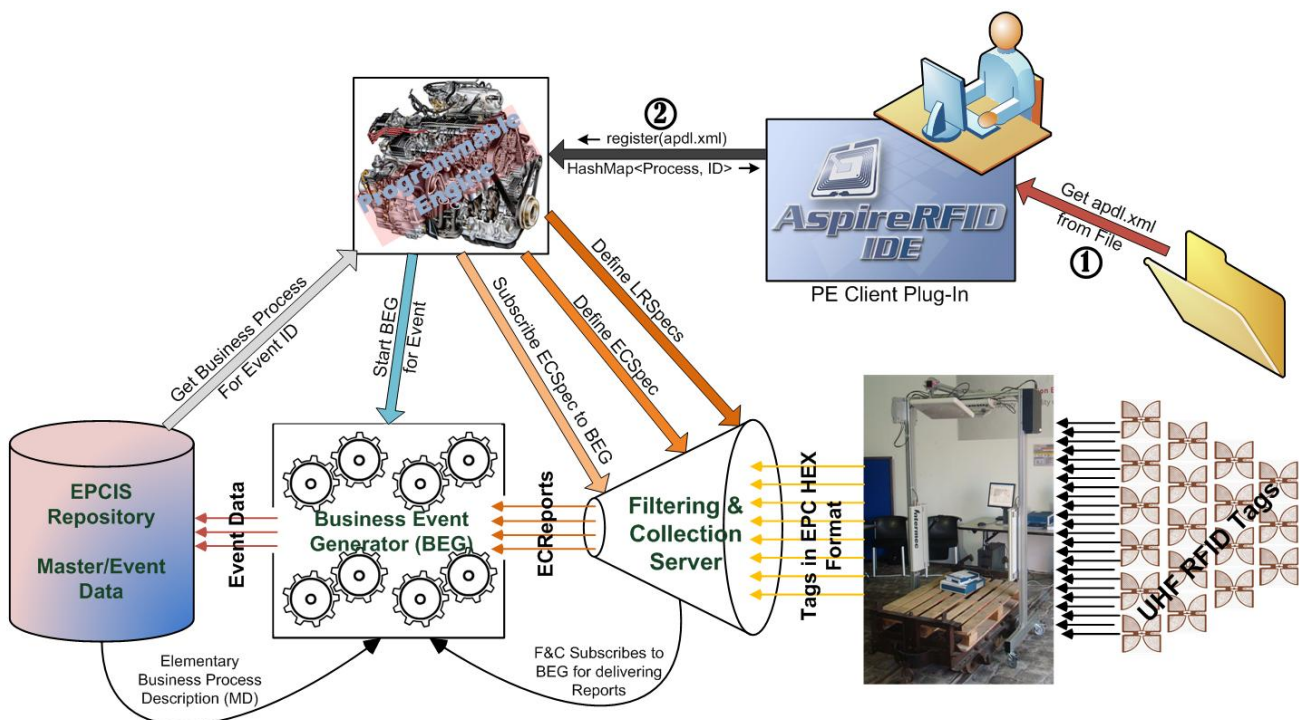 ②
← register(apdl.xml)
HashMap<Process, ID> →
Programmable
Engine
AspireRFID
IDE
PE Client Plug-In
Get apdl.xml
from File
①
Get Business Process
For Event ID
Start BEG
for Event
Subscribe ECSpec to BEG
Define ECSpec
Define LRSpecs
EPCIS
Repository
Master/Event
Data
Event Data
Business Event
Generator (BEG)
ECReports
Filtering &
Collection
Server
Tags in EPC HEX
Format
Intermec
UHF RFID Tags
Elementary
Business Process
Description (MD)
F&C Subscribes to
BEG for delivering
Reports